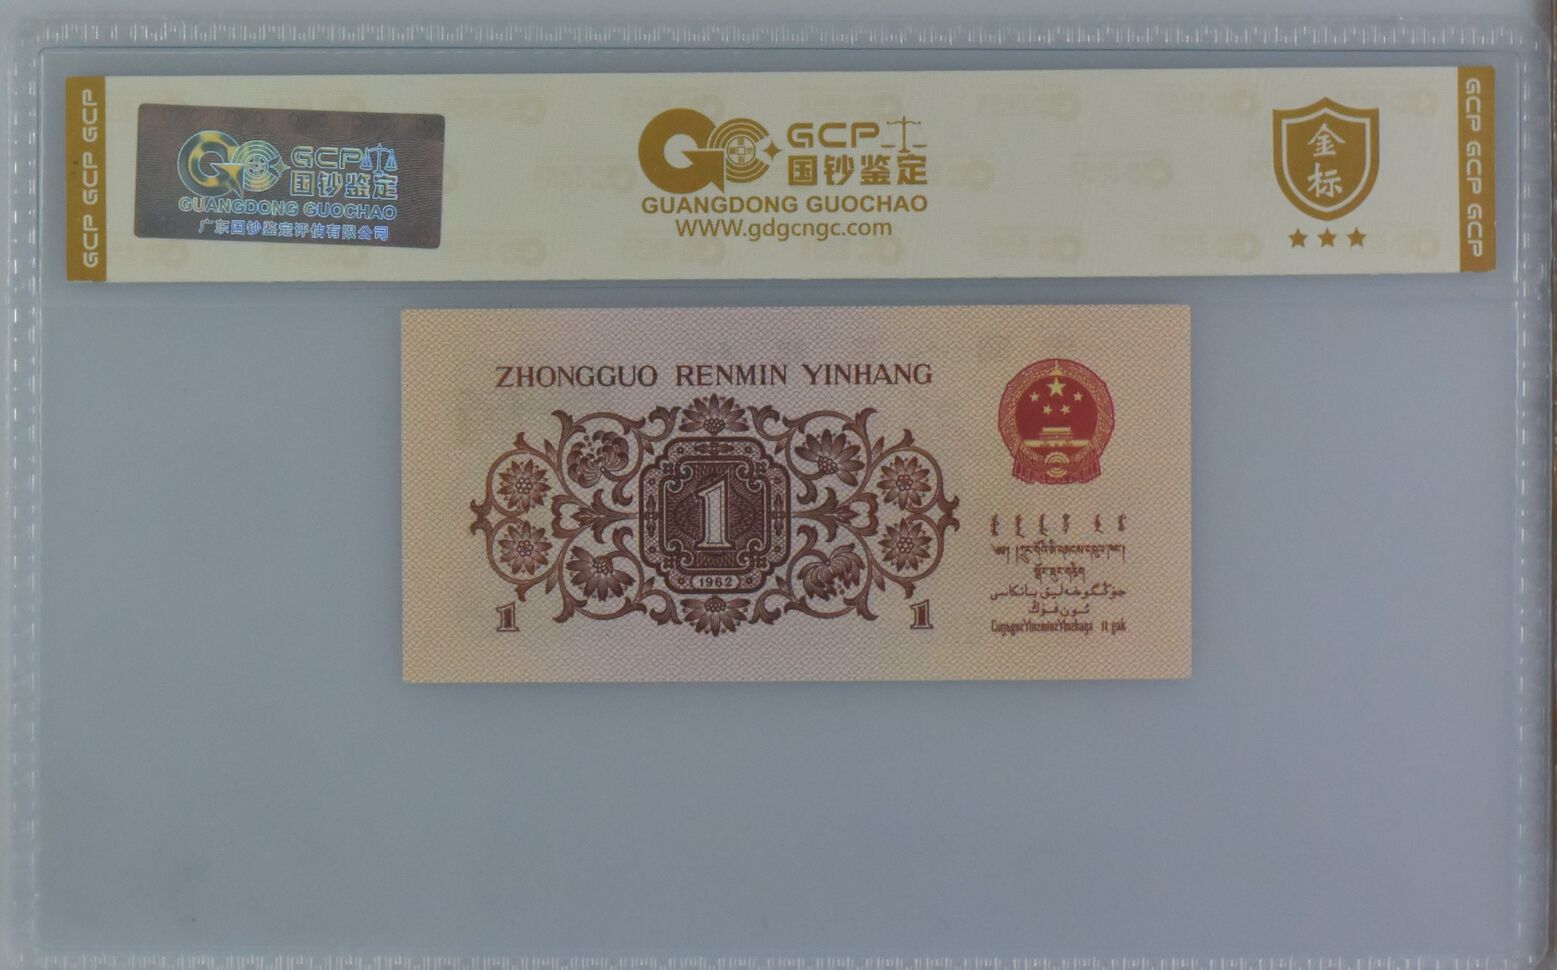 GCP GCP GCP
GCP
国钞鉴定
GUANGDONG GUOCHAO
广东国钞鉴定评估有限公司
GCP
国钞鉴定
GUANGDONG GUOCHAO
WWW.gdgcngc.com
金标
GCP GCP GCP
ZHONGGUO RENMIN YINHANG
1
1962
1
1
جۇڭگوخەلىق بانكاسى